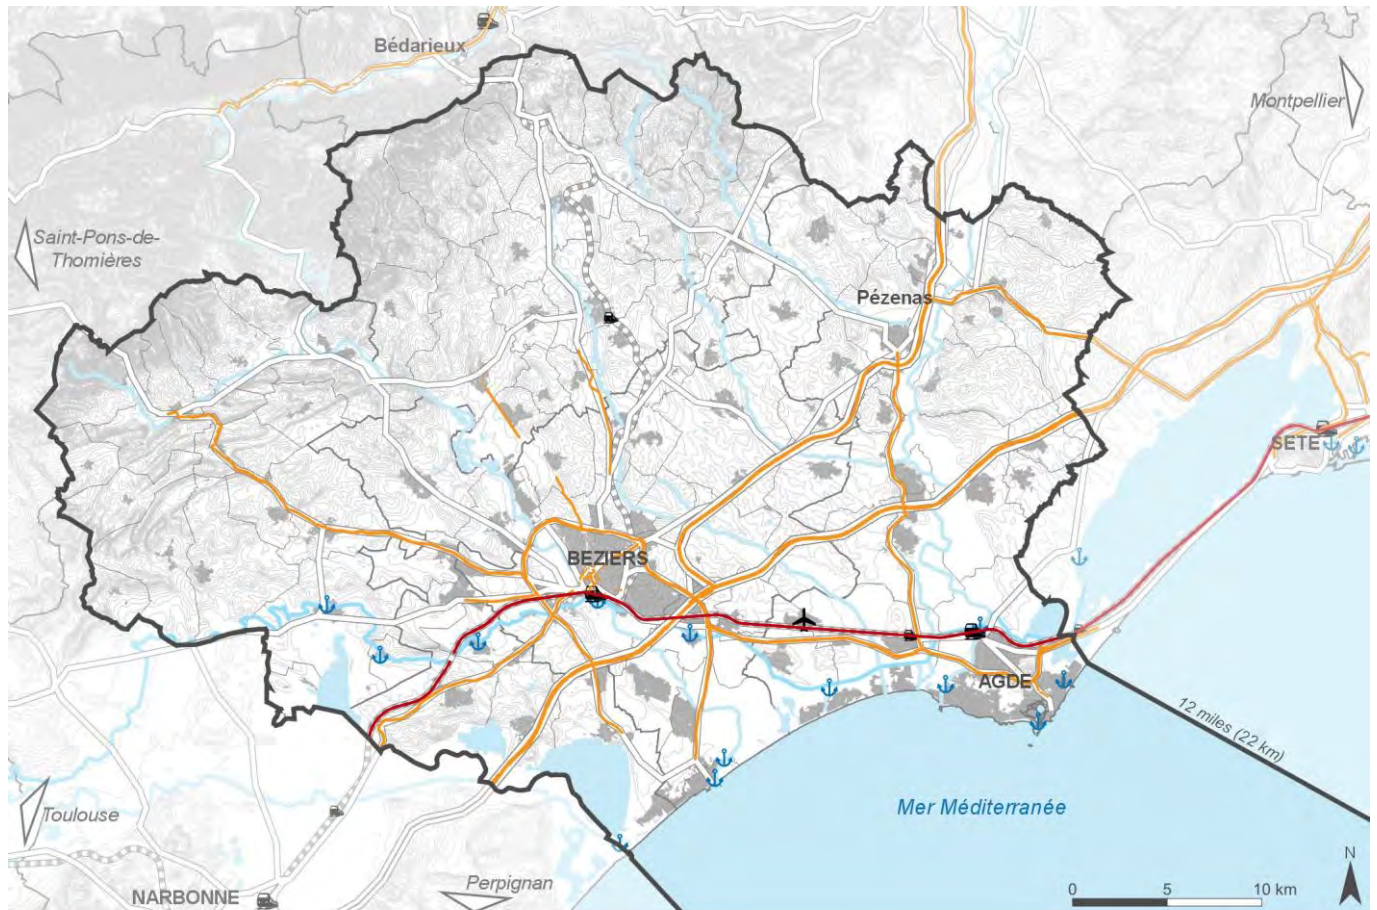 Bédarieux
Montpellier
Saint-Pons-de-
Thomières
Pézenas
SETE
BEZIERS
AGDE
12 miles (22 km)
Mer Méditerranée
Toulouse
Perpignan
NARBONNE
N
0 5 10 km